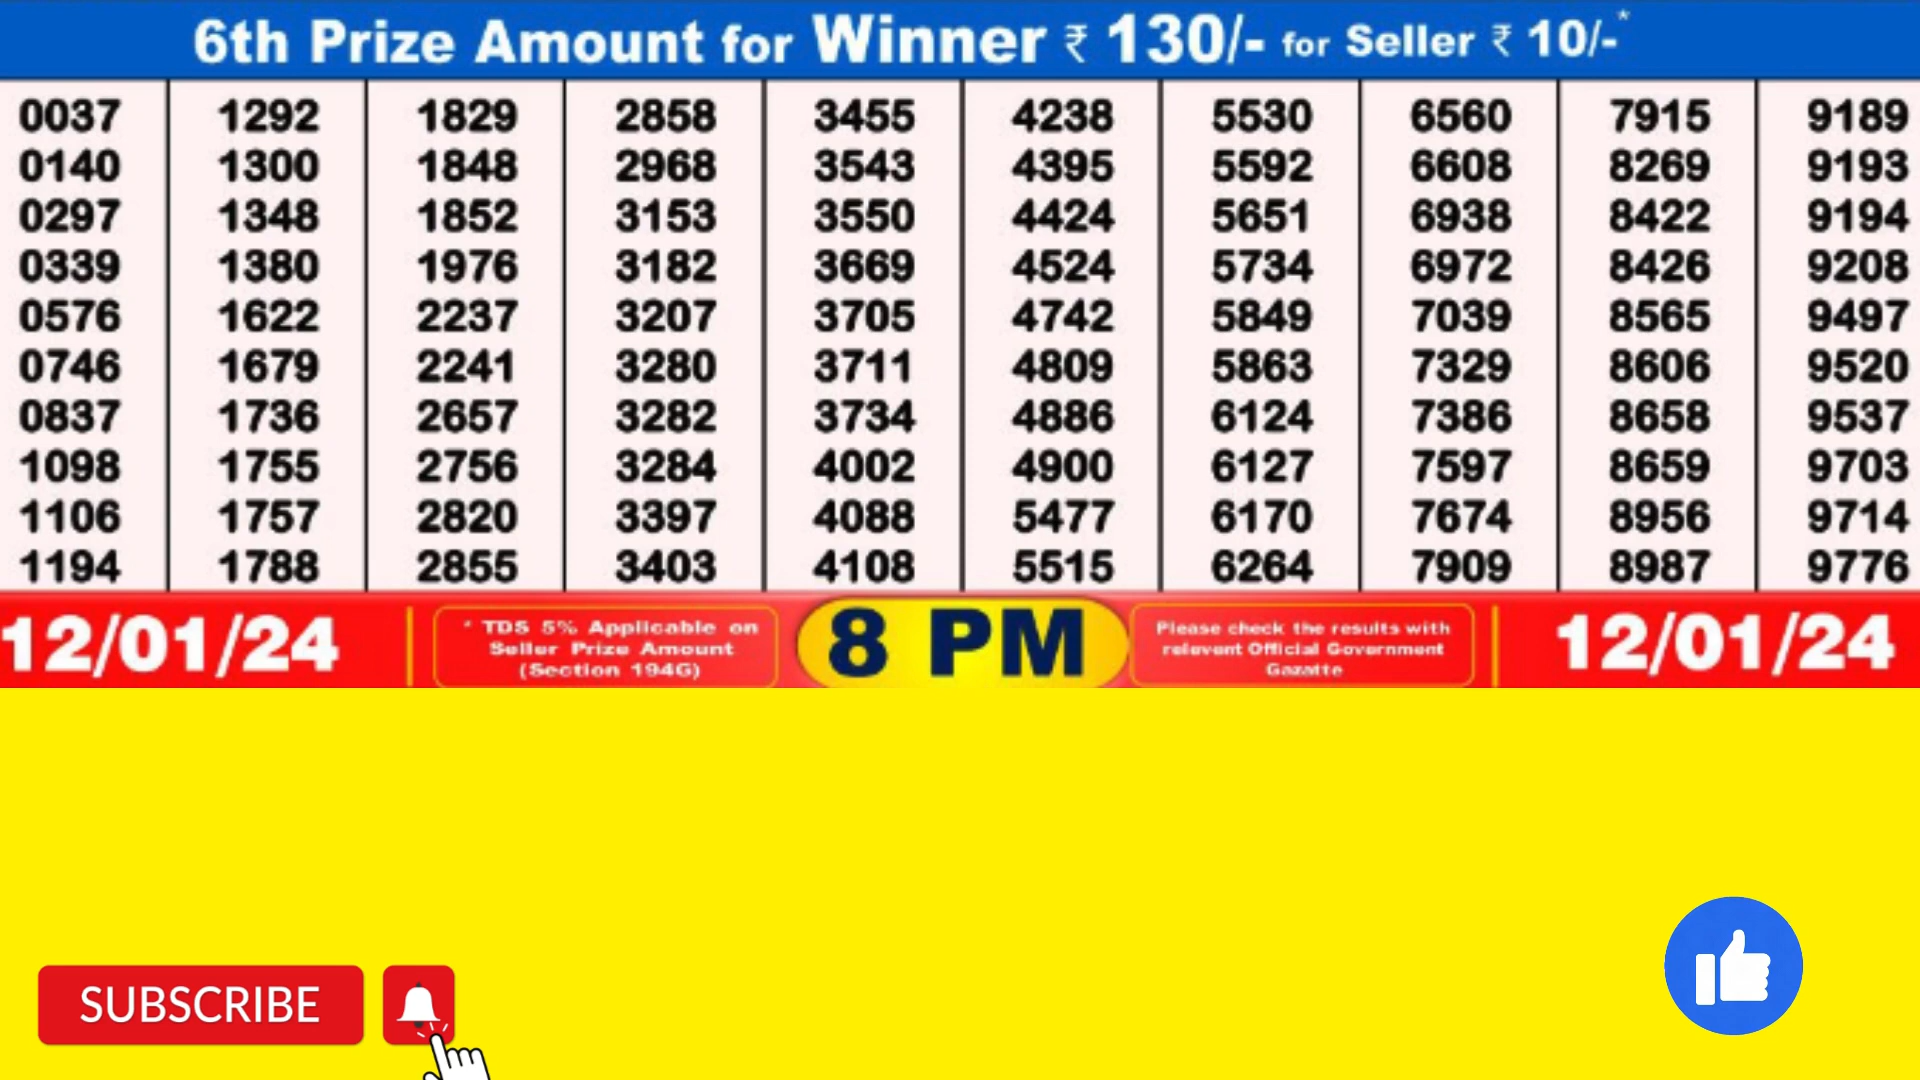 6th Prize Amount for Winner ₹ 130/- for Seller ₹ 10/-*
0037 1292 1829 2858 3455 4238 5530 6560 7915 9189
0140 1300 1848 2968 3543 4395 5592 6608 8269 9193
0297 1348 1852 3153 3550 4424 5651 6938 8422 9194
0339 1380 1976 3182 3669 4524 5734 6972 8426 9208
0576 1622 2237 3207 3705 4742 5849 7039 8565 9497
0746 1679 2241 3280 3711 4809 5863 7329 8606 9520
0837 1736 2657 3282 3734 4886 6124 7386 8658 9537
1098 1755 2756 3284 4002 4900 6127 7597 8659 9703
1106 1757 2820 3397 4088 5477 6170 7674 8956 9714
1194 1788 2855 3403 4108 5515 6264 7909 8987 9776
12/01/24
* TDS 5% Applicable on
Seller Prize Amount
(Section 194G)
8 PM
Please check the results with
relevent Official Government
Gazatte
12/01/24
SUBSCRIBE